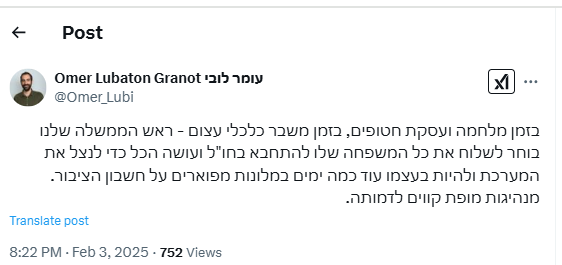 Post
Omer Lubaton Granot עומר לובי
@Omer_Lubi
בזמן מלחמה ועסקת חטופים, בזמן משבר כלכלי עצום - ראש הממשלה שלנו
בוחר לשלוח את כל המשפחה שלו להתחבא בחו"ל ועושה הכל כדי לנצל את
המערכת ולהיות בעצמו עוד כמה ימים במלונות מפוארים על חשבון הציבור.
מנהיגות מופת קווים לדמותה.
Translate post
8:22 PM · Feb 3, 2025 · 752 Views